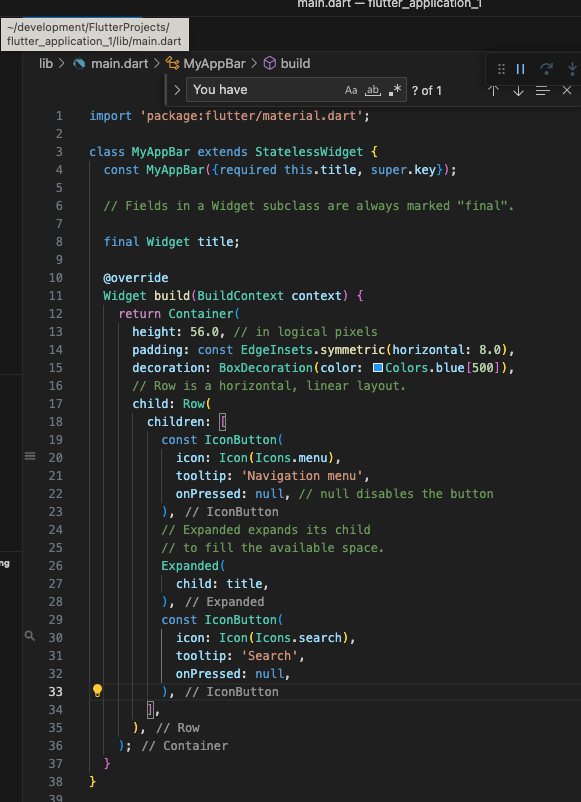 main.dart — flutter_application_1
~/development/FlutterProjects/
flutter_application_1/lib/main.dart
lib > main.dart > MyAppBar > build
> You have Aa ab .* ? of 1
1 import 'package:flutter/material.dart';
2
3 class MyAppBar extends StatelessWidget {
4 const MyAppBar({required this.title, super.key});
5
6 // Fields in a Widget subclass are always marked "final".
7
8 final Widget title;
9
10 @override
11 Widget build(BuildContext context) {
12 return Container(
13 height: 56.0, // in logical pixels
14 padding: const EdgeInsets.symmetric(horizontal: 8.0),
15 decoration: BoxDecoration(color: Colors.blue[500]),
16 // Row is a horizontal, linear layout.
17 child: Row(
18 children: [
19 const IconButton(
20 icon: Icon(Icons.menu),
21 tooltip: 'Navigation menu',
22 onPressed: null, // null disables the button
23 ), // IconButton
24 // Expanded expands its child
25 // to fill the available space.
26 Expanded(
27 child: title,
28 ), // Expanded
29 const IconButton(
30 icon: Icon(Icons.search),
31 tooltip: 'Search',
32 onPressed: null,
33 ), // IconButton
34 ],
35 ), // Row
36 ); // Container
37 }
38 }
39
ng